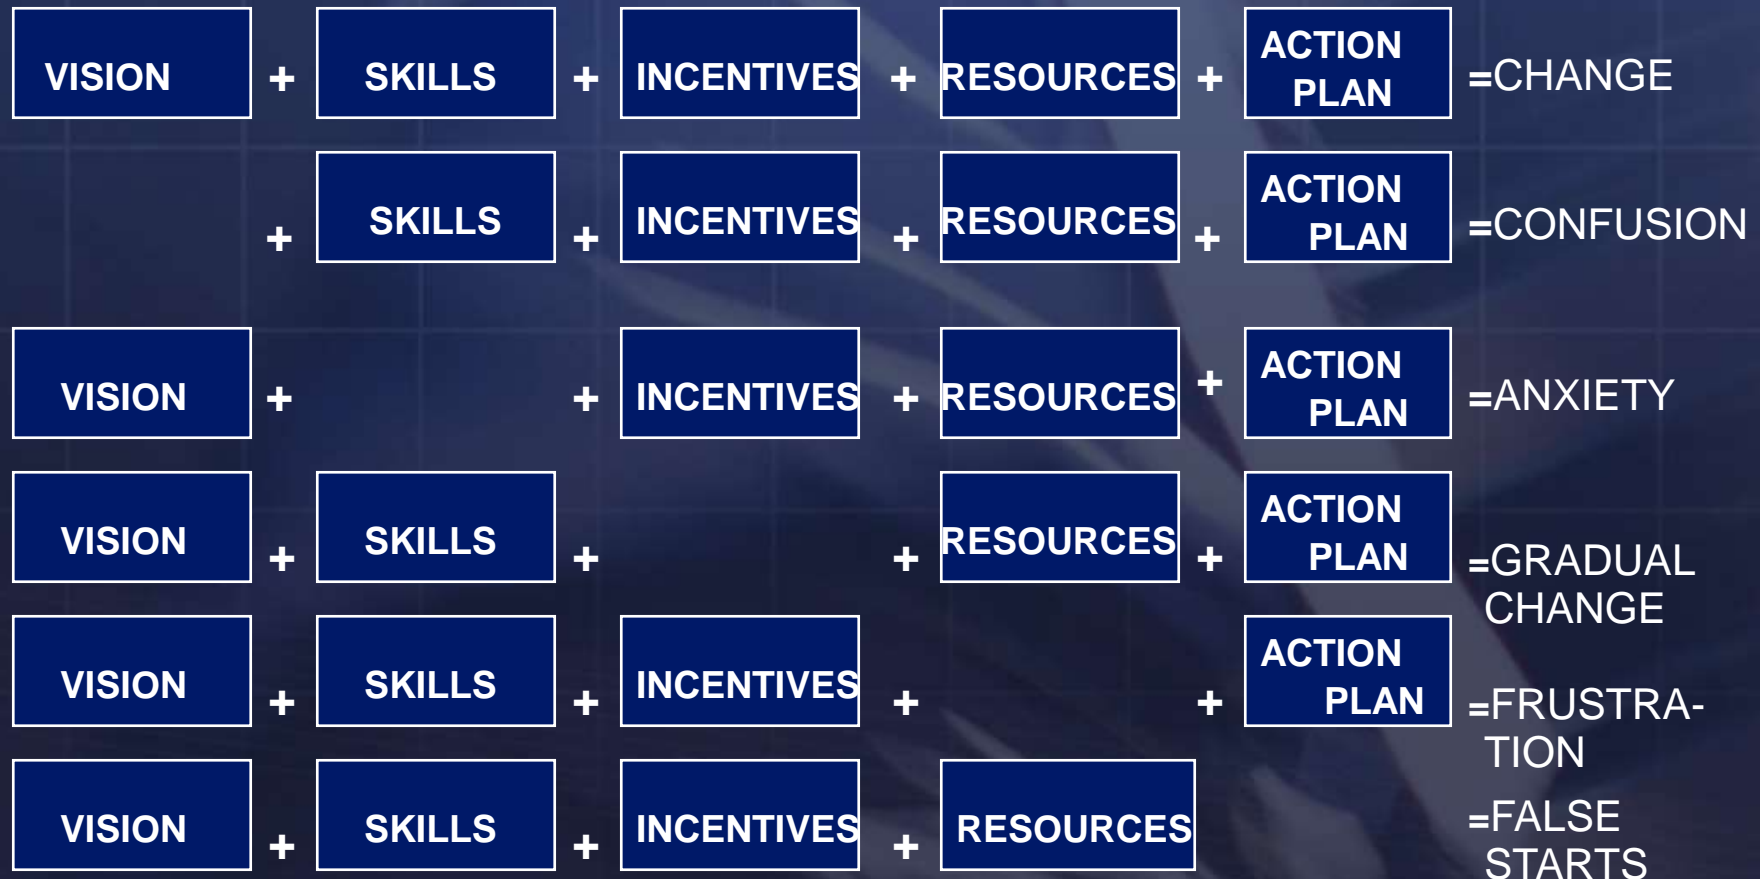 VISION + SKILLS + INCENTIVES + RESOURCES + ACTION PLAN =CHANGE
+ SKILLS + INCENTIVES + RESOURCES + ACTION PLAN =CONFUSION
VISION + + INCENTIVES + RESOURCES + ACTION PLAN =ANXIETY
VISION + SKILLS + + RESOURCES + ACTION PLAN =GRADUAL CHANGE
VISION + SKILLS + INCENTIVES + + ACTION PLAN =FRUSTRA-
TION
VISION + SKILLS + INCENTIVES + RESOURCES =FALSE STARTS